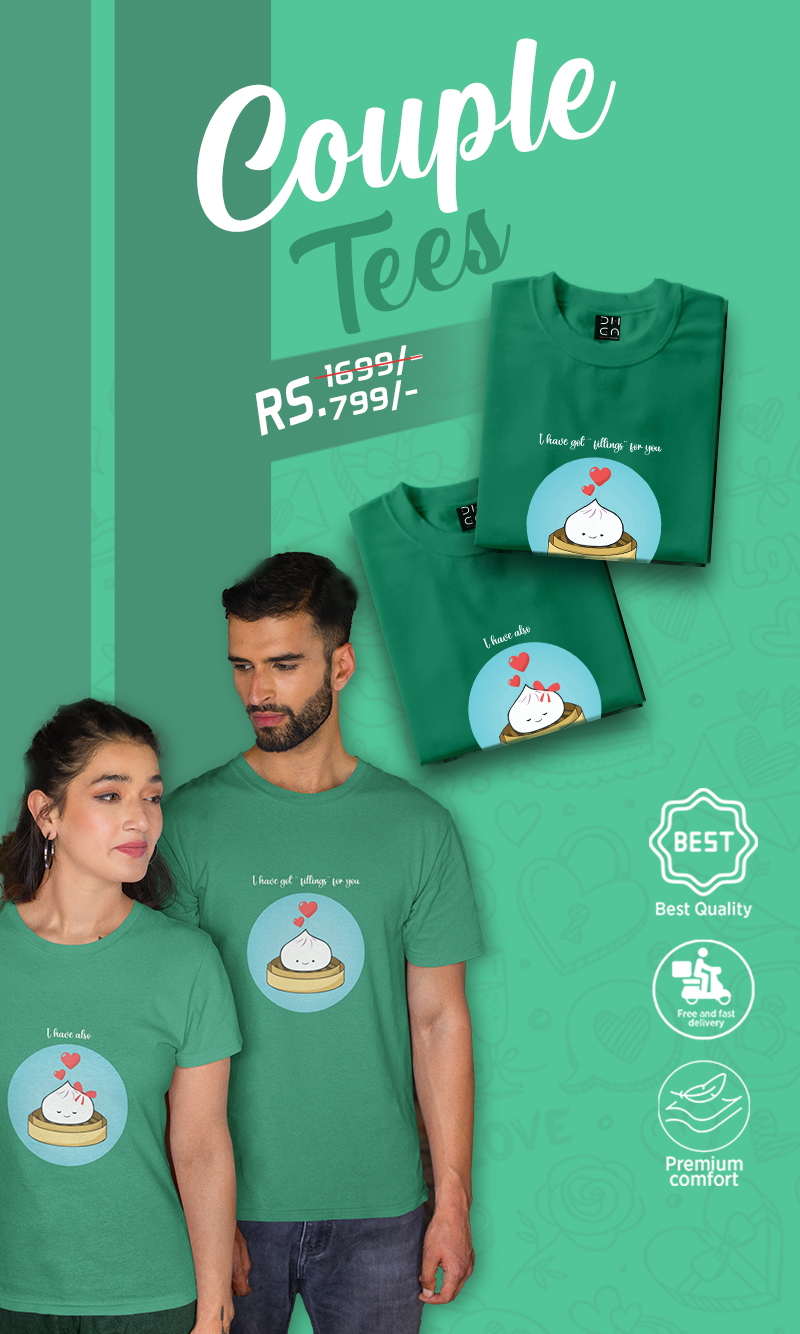 Couple
Tees
RS. 1699/-
799/-
I have got "fillings" for you
I have also
I have got "fillings" for you
I have also
BEST
Best Quality
Free and fast
delivery
Premium
comfort